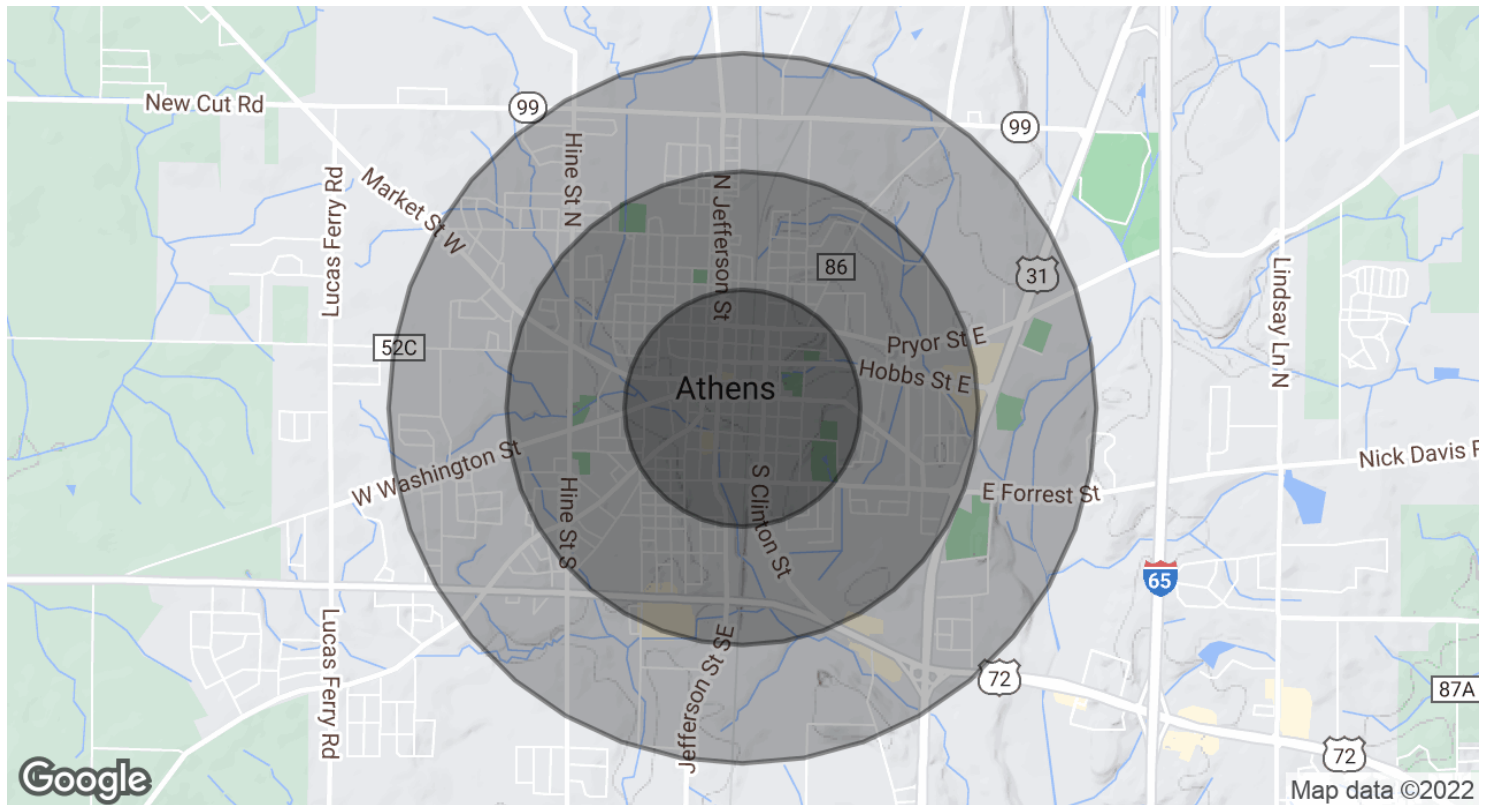 New Cut Rd
99
99
Hine St N
Market St W
Lucas Ferry Rd
N Jefferson St
86
31
Lindsay Ln N
52C
Pryor St E
Hobbs St E
Athens
W Washington St
Nick Davis R
S Clinton St
E Forrest St
Hine St S
65
Lucas Ferry Rd
Jefferson St SE
72
87A
72
Google
Map data ©2022